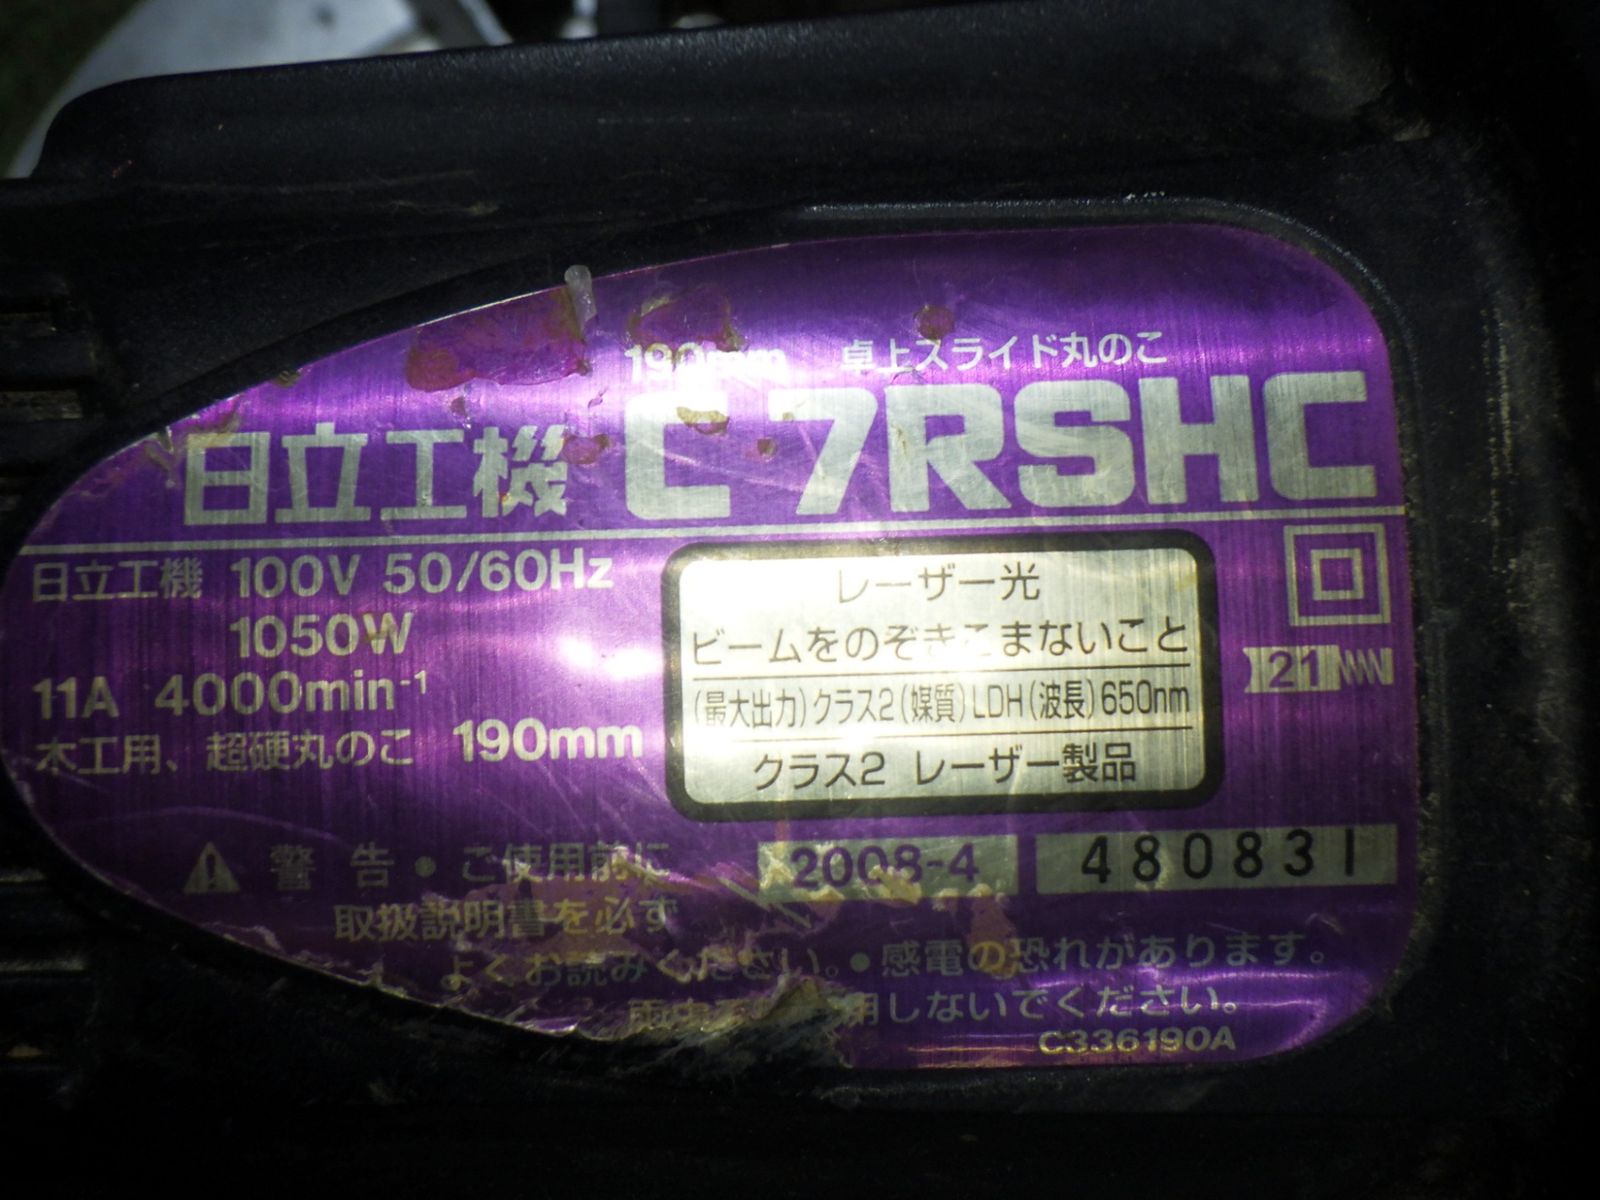 190mm 卓上スライド丸のこ
日立工機 C 7RSHC
日立工機 100V 50/60Hz
1050W
11A 4000min⁻¹
木工用、超硬丸のこ 190mm
レーザー光
ビームをのぞきこまないこと
(最大出力)クラス2(媒質)LDH(波長)650nm
クラス2 レーザー製品
21
警告 • ご使用前に
取扱説明書を必ず
よくお読みください。
2008-4 480831
• 感電の恐れがあります。
雨中 用しないでください。
C336190A